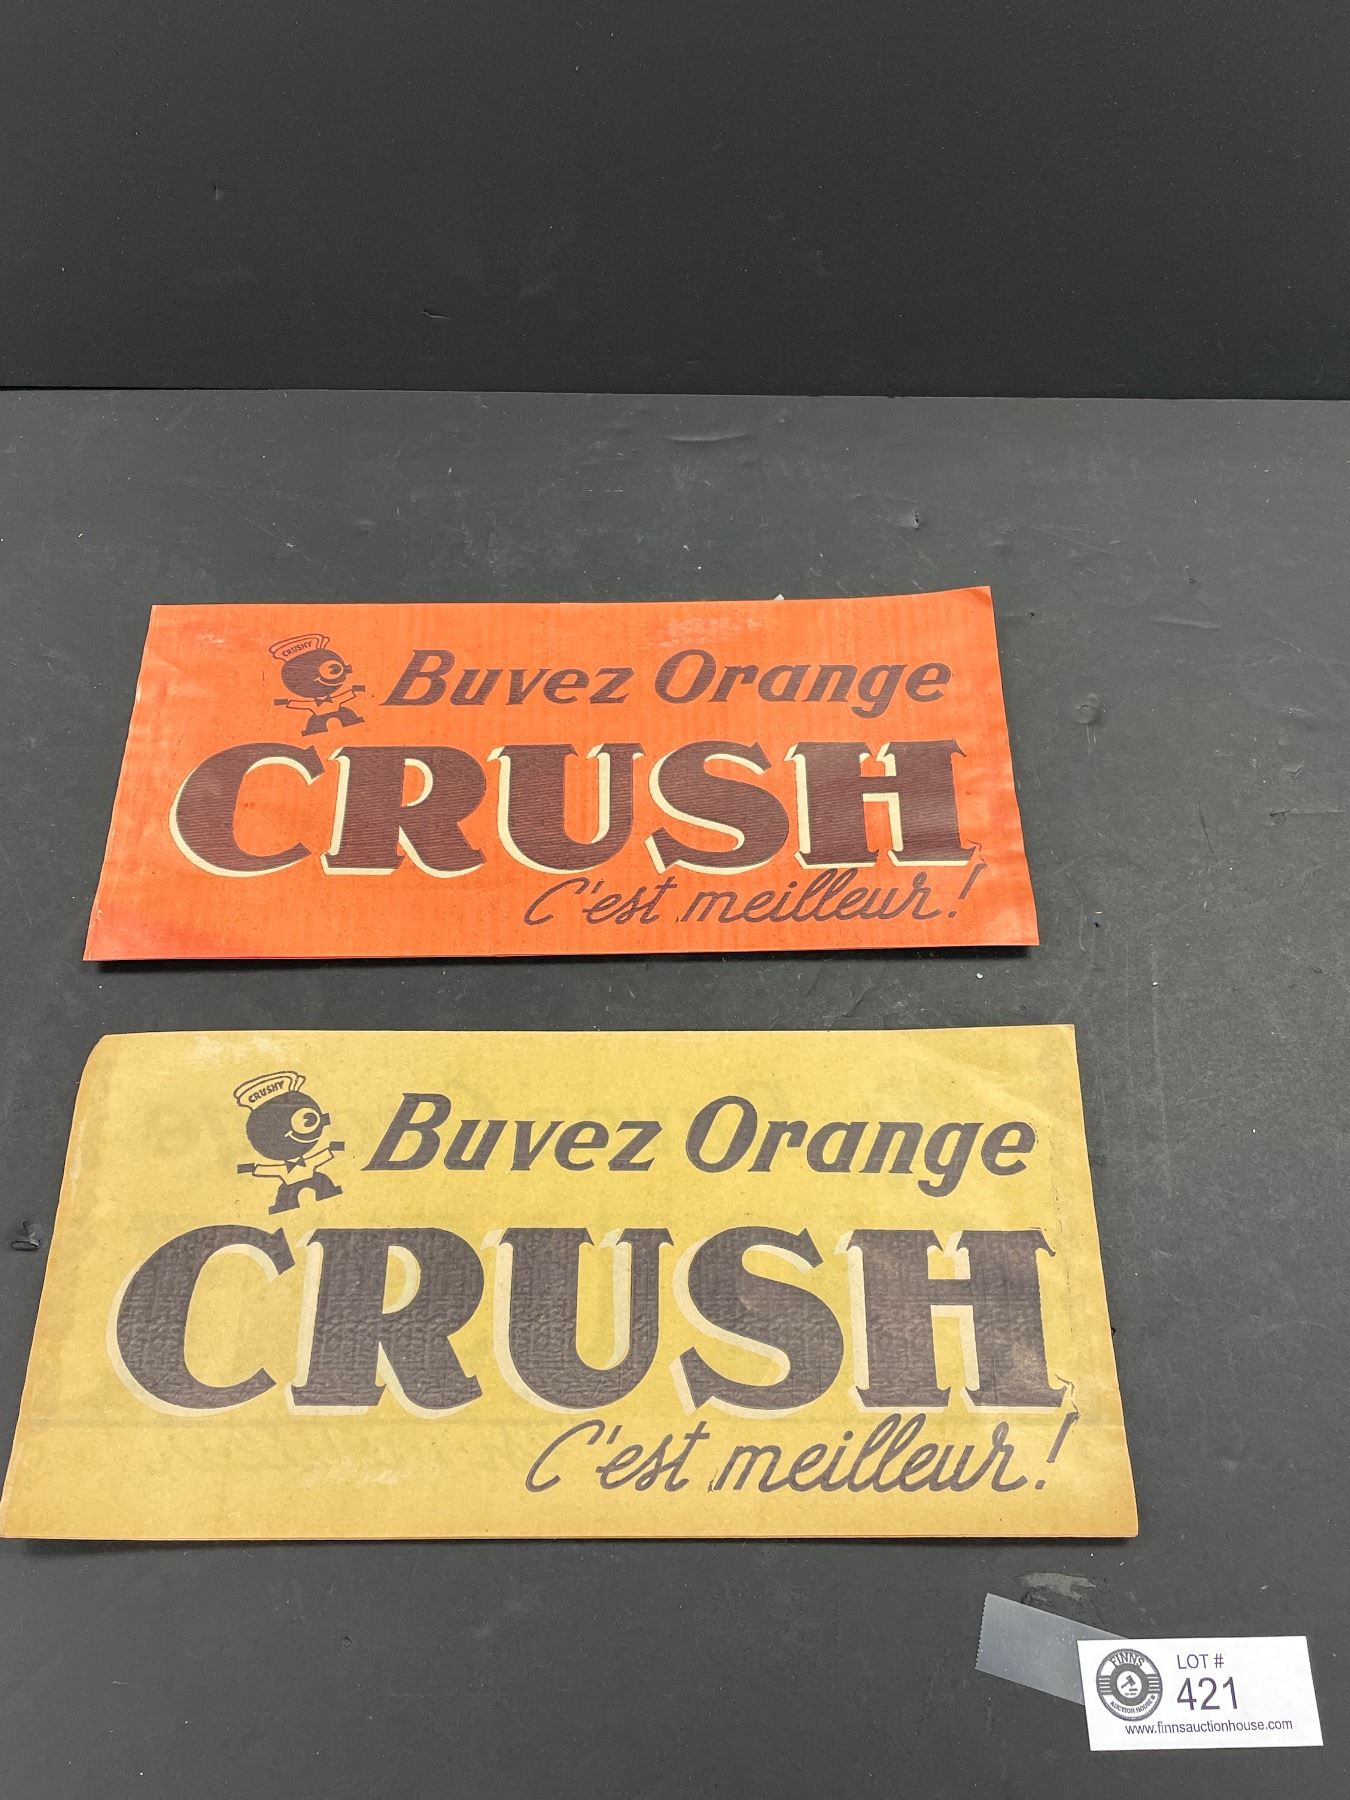 CRUSHY
Buvez Orange
CRUSH
C'est meilleur!
CRUSHY
Buvez Orange
CRUSH
C'est meilleur!
FINNS
AUCTION HOUSE
LOT #
421
www.finnsauctionhouse.com